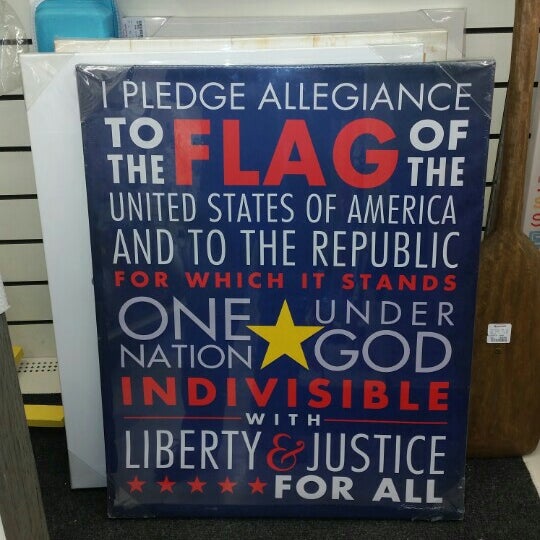 I PLEDGE ALLEGIANCE
TO THE FLAG OF THE
UNITED STATES OF AMERICA
AND TO THE REPUBLIC
FOR WHICH IT STANDS
ONE NATION UNDER GOD
INDIVISIBLE
WITH
LIBERTY & JUSTICE
FOR ALL